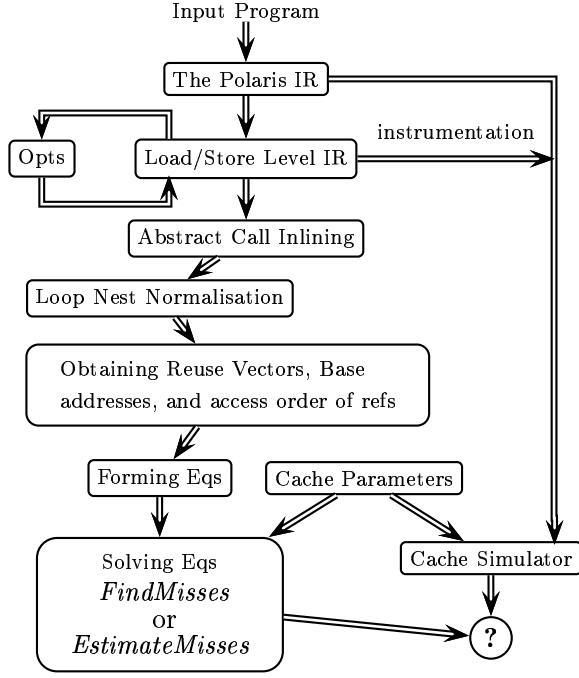 Input Program
The Polaris IR
instrumentation
Opts
Load/Store Level IR
Abstract Call Inlining
Loop Nest Normalisation
Obtaining Reuse Vectors, Base
addresses, and access order of refs
Forming Eqs
Cache Parameters
Solving Eqs
FindMisses
or
EstimateMisses
Cache Simulator
?